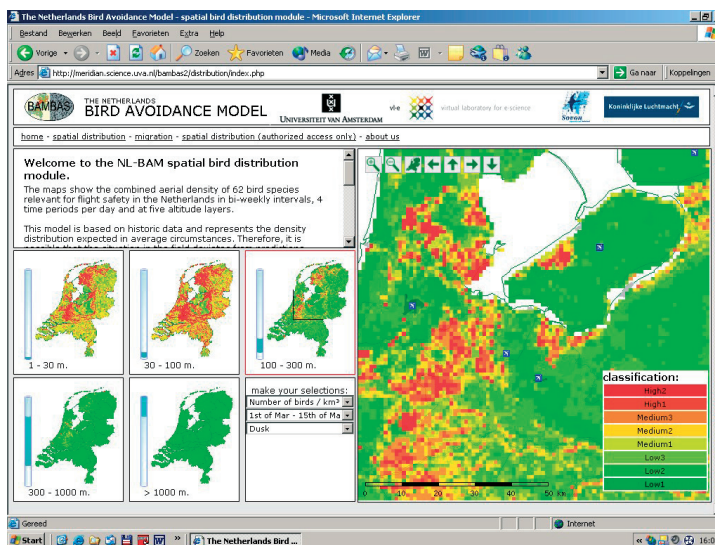 The Netherlands Bird Avoidance Model - spatial bird distribution module - Microsoft Internet Explorer
Bestand Bewerken Beeld Favorieten Extra Help
Vorige Zoeken Favorieten Media
Adres http://meridian.science.uva.nl/bambas2/distribution/index.php Ga naar Koppelingen
BAMBAS THE NETHERLANDS
BIRD AVOIDANCE MODEL
UNIVERSITEIT VAN AMSTERDAM
vl-e virtual laboratory for e-science
Sovon
Koninklijke Luchtmacht
home - spatial distribution - migration - spatial distribution (authorized access only) - about us
Welcome to the NL-BAM spatial bird distribution
module.
The maps show the combined aerial density of 62 bird species
relevant for flight safety in the Netherlands in bi-weekly intervals, 4
time periods per day and at five altitude layers.
This model is based on historic data and represents the density
distribution expected in average circumstances. Therefore, it is
1 - 30 m.
30 - 100 m.
100 - 300 m.
300 - 1000 m.
> 1000 m.
make your selections:
Number of birds / km³
1st of Mar - 15th of Ma
Dusk
classification:
High2
High1
Medium3
Medium2
Medium1
Low3
Low2
Low1
0 10 20 30 40 50 Km
Gereed Internet
Start » The Netherlands Bird ... « 16:0